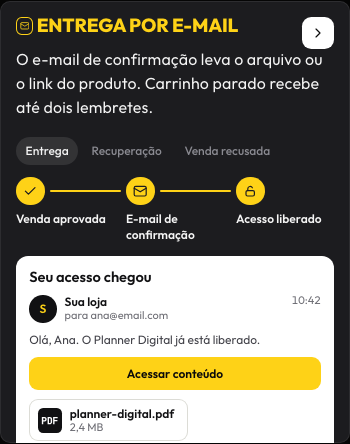 ENTREGA POR E-MAIL
O e-mail de confirmação leva o arquivo ou
o link do produto. Carrinho parado recebe
até dois lembretes.
Entrega Recuperação Venda recusada
Venda aprovada E-mail de confirmação Acesso liberado
Seu acesso chegou
S Sua loja 10:42
para ana@email.com
Olá, Ana. O Planner Digital já está liberado.
Acessar conteúdo
PDF planner-digital.pdf
2,4 MB